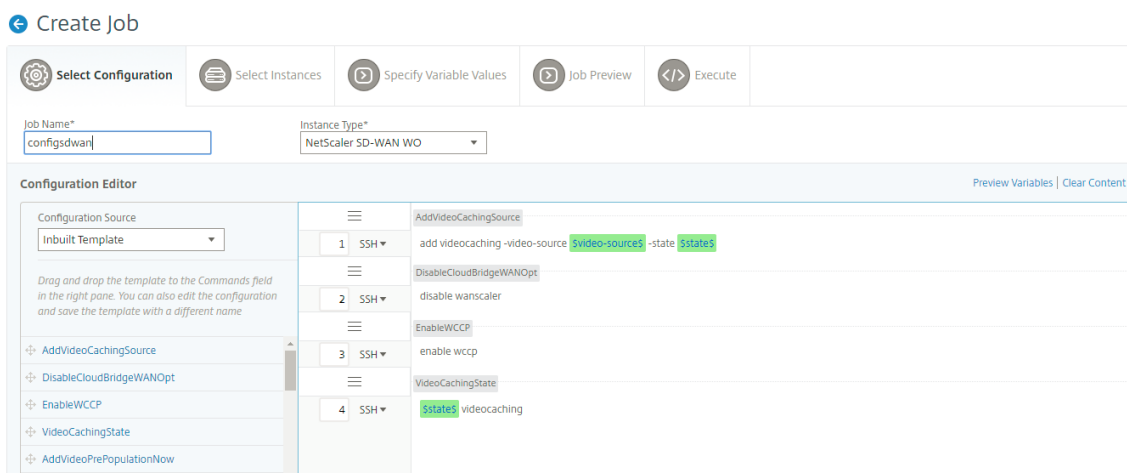 Create Job
Select Configuration
Select Instances
Specify Variable Values
Job Preview
Execute
Job Name*
Instance Type*
configsdwan
NetScaler SD-WAN WO
Configuration Editor
Preview Variables | Clear Content
Configuration Source
Inbuilt Template
Drag and drop the template to the Commands field
in the right pane. You can also edit the configuration
and save the template with a different name
AddVideoCachingSource
DisableCloudBridgeWANOpt
EnableWCCP
VideoCachingState
AddVideoPrePopulationNow
AddVideoCachingSource
1 SSH add videocaching -video-source $video-source$ -state $state$
DisableCloudBridgeWANOpt
2 SSH disable wanscaler
EnableWCCP
3 SSH enable wccp
VideoCachingState
4 SSH $state$ videocaching